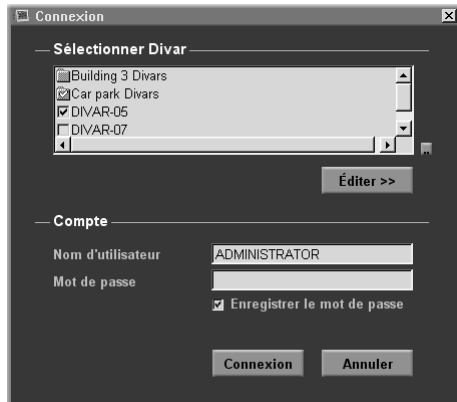 Connexion
Sélectionner Divar
Building 3 Divars
Car park Divars
DIVAR-05
DIVAR-07
..
Éditer >>
Compte
Nom d'utilisateur
ADMINISTRATOR
Mot de passe
Enregistrer le mot de passe
Connexion Annuler